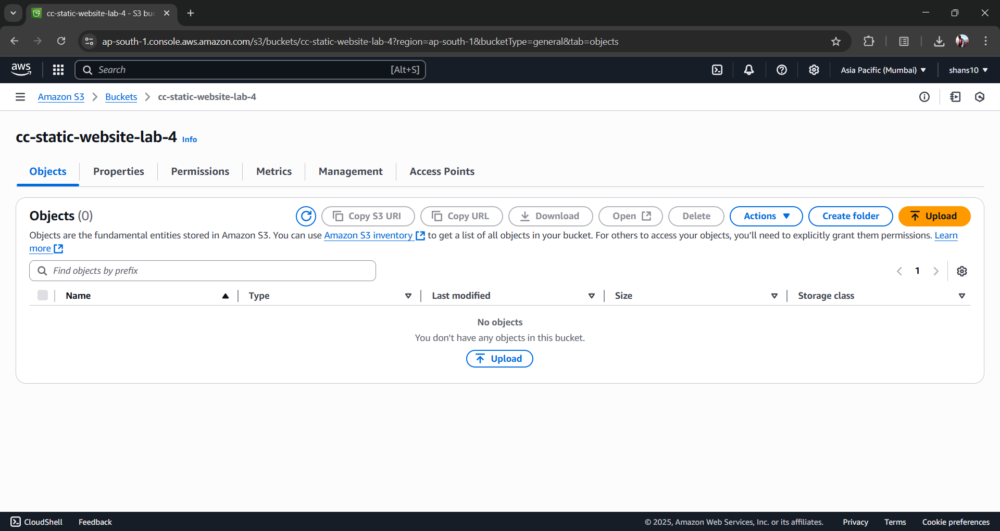 cc-static-website-lab-4 - S3 buc
ap-south-1.console.aws.amazon.com/s3/buckets/cc-static-website-lab-4?region=ap-south-1&bucketType=general&tab=objects
aws Search [Alt+S] Asia Pacific (Mumbai) shans10
Amazon S3 Buckets cc-static-website-lab-4
cc-static-website-lab-4 Info
Objects Properties Permissions Metrics Management Access Points
Objects (0) Copy S3 URI Copy URL Download Open Delete Actions Create folder Upload
Objects are the fundamental entities stored in Amazon S3. You can use Amazon S3 inventory to get a list of all objects in your bucket. For others to access your objects, you’ll need to explicitly grant them permissions. Learn
more
Find objects by prefix 1
Name Type Last modified Size Storage class
No objects
You don't have any objects in this bucket.
Upload
CloudShell Feedback © 2025, Amazon Web Services, Inc. or its affiliates. Privacy Terms Cookie preferences